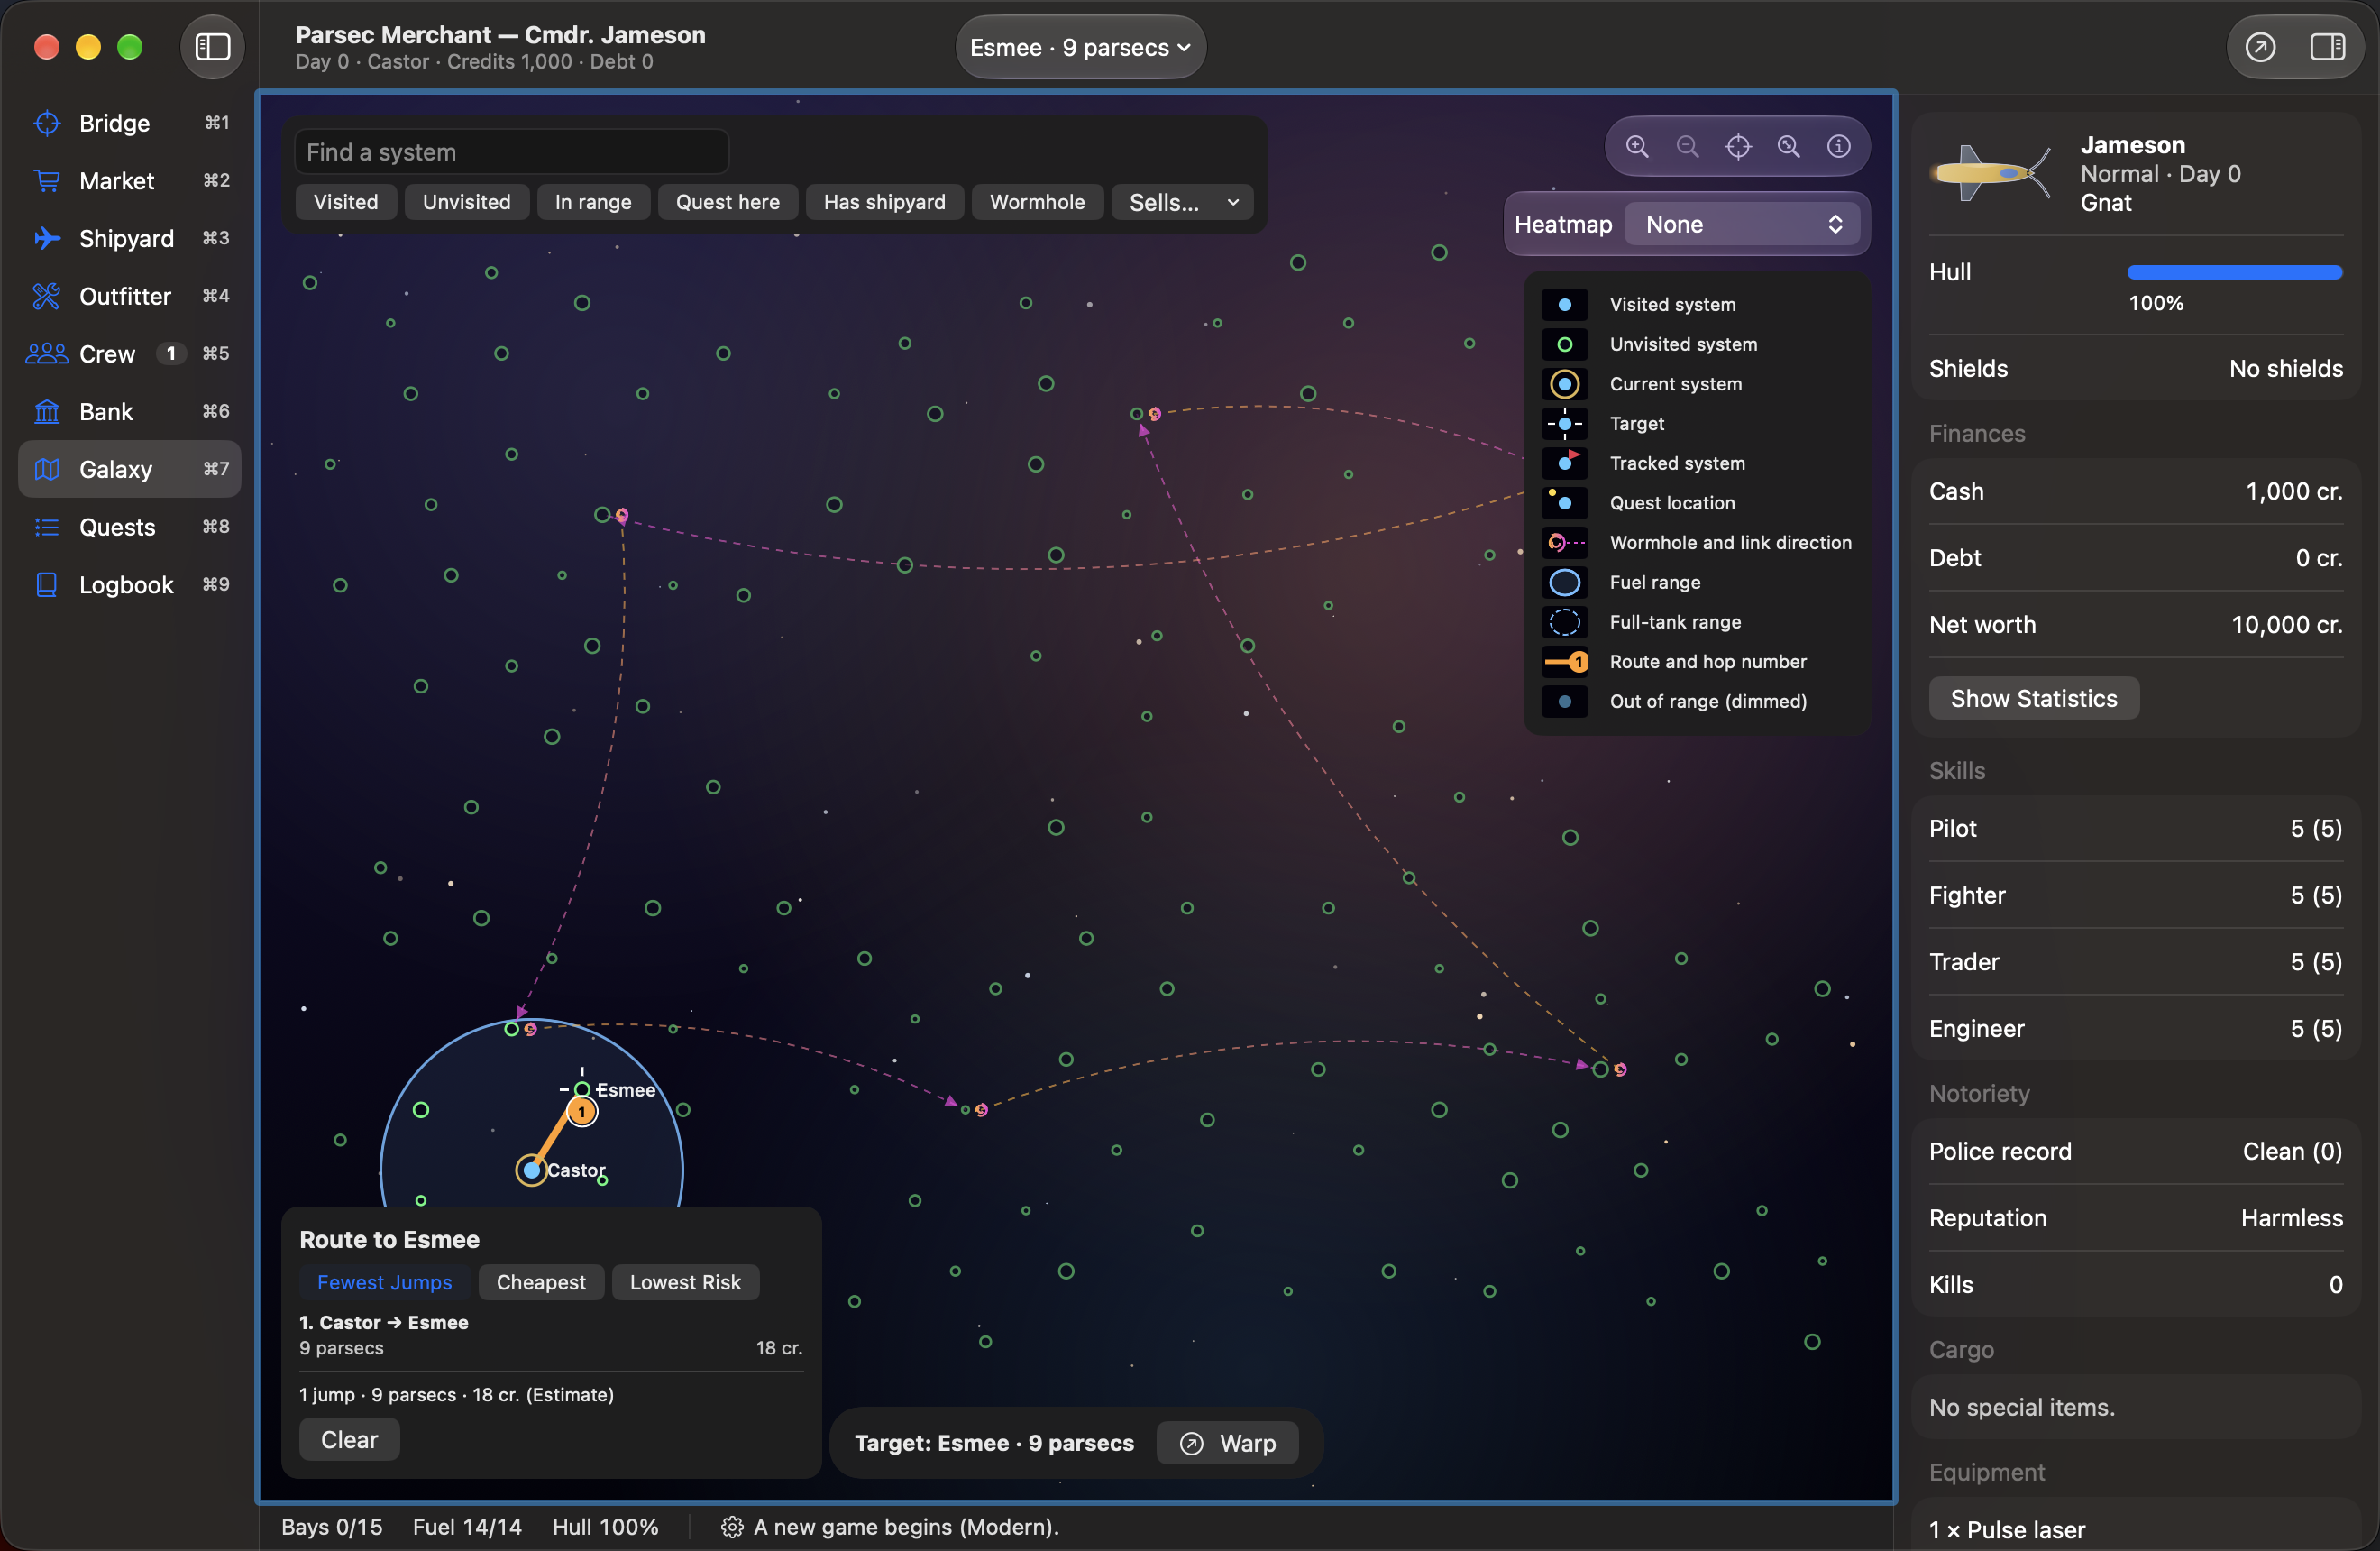 Parsec Merchant — Cmdr. Jameson
Day 0 · Castor · Credits 1,000 · Debt 0
Esmee · 9 parsecs
Bridge ⌘1
Market ⌘2
Shipyard ⌘3
Outfitter ⌘4
Crew 1 ⌘5
Bank ⌘6
Galaxy ⌘7
Quests ⌘8
Logbook ⌘9
Find a system
Visited Unvisited In range Quest here Has shipyard Wormhole Sells...
Heatmap None
Visited system
Unvisited system
Current system
Target
Tracked system
Quest location
Wormhole and link direction
Fuel range
Full-tank range
1 Route and hop number
Out of range (dimmed)
Esmee
1
Castor
Route to Esmee
Fewest Jumps Cheapest Lowest Risk
1. Castor → Esmee
9 parsecs 18 cr.
1 jump · 9 parsecs · 18 cr. (Estimate)
Clear
Target: Esmee · 9 parsecs Warp
Bays 0/15 Fuel 14/14 Hull 100% A new game begins (Modern).
Jameson
Normal · Day 0
Gnat
Hull
100%
Shields No shields
Finances
Cash 1,000 cr.
Debt 0 cr.
Net worth 10,000 cr.
Show Statistics
Skills
Pilot 5 (5)
Fighter 5 (5)
Trader 5 (5)
Engineer 5 (5)
Notoriety
Police record Clean (0)
Reputation Harmless
Kills 0
Cargo
No special items.
Equipment
1 × Pulse laser